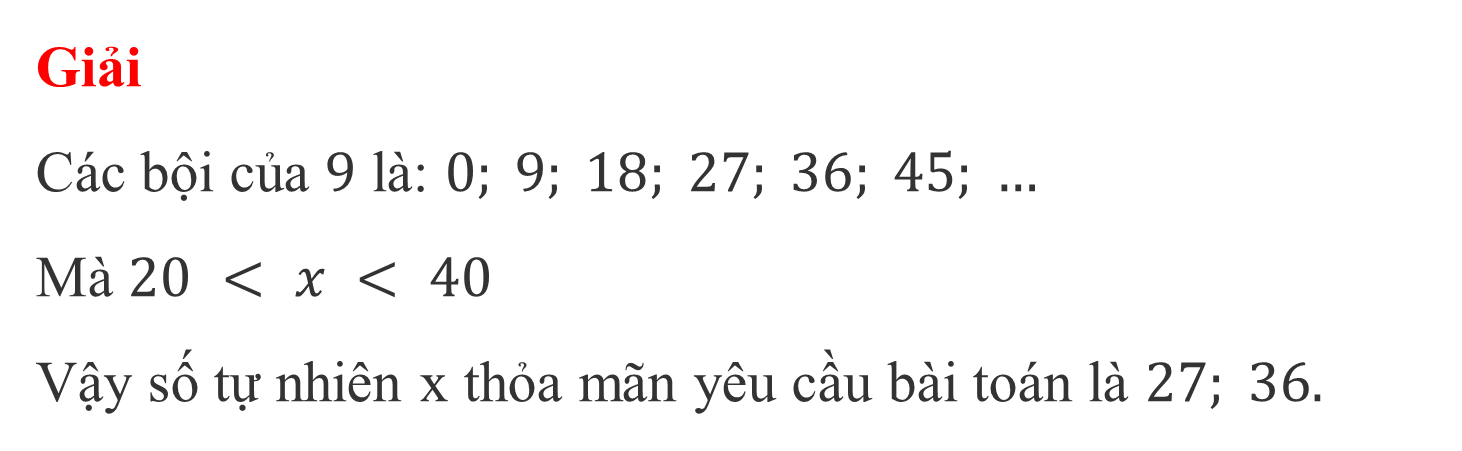 Giải
Các bội của 9 là: 0; 9; 18; 27; 36; 45; ...
Mà 20 < x < 40
Vậy số tự nhiên x thỏa mãn yêu cầu bài toán là 27; 36.